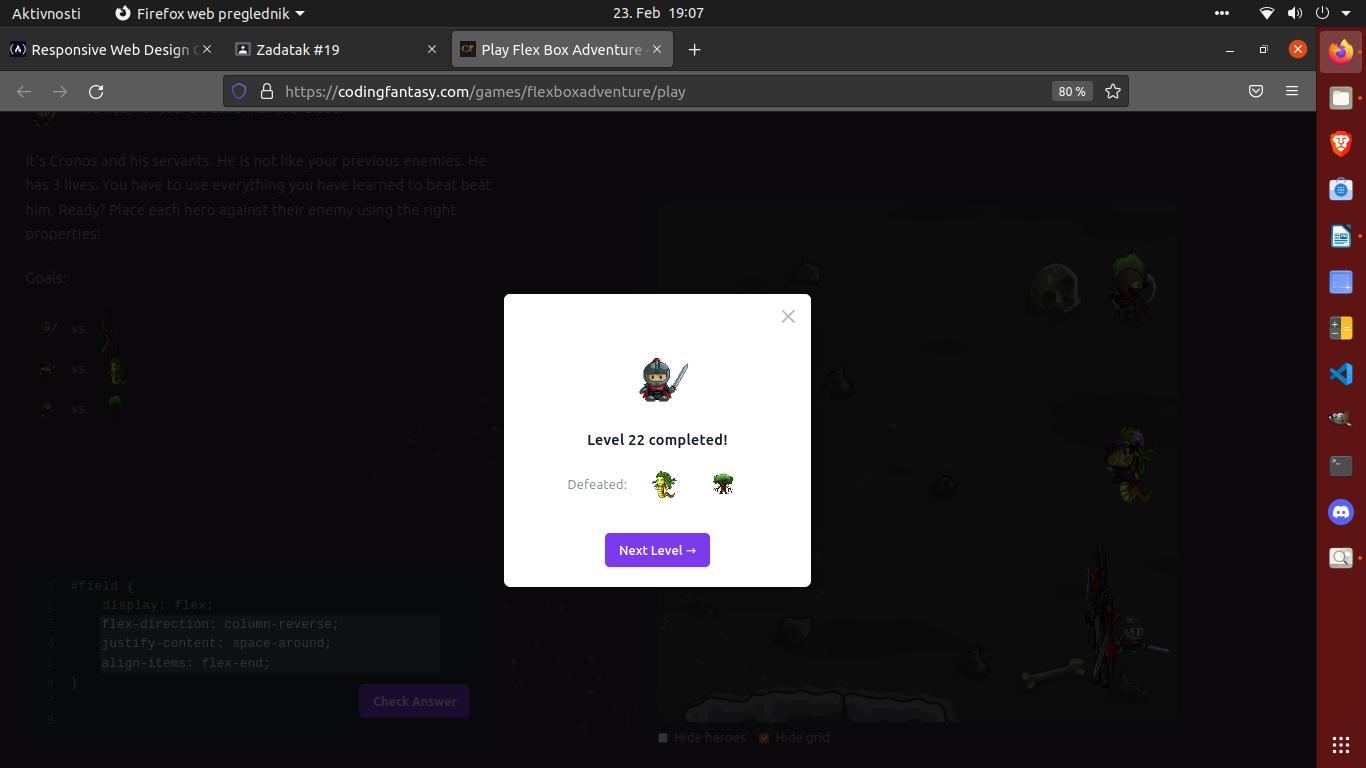 Aktivnosti
Firefox web preglednik
23. Feb 19:07
Responsive Web Design
Zadatak #19
Play Flex Box Adventure
https://codingfantasy.com/games/flexboxadventure/play
80 %
It's Cronos and his servants. He is not like your previous enemies. He
has 3 lives. You have to use everything you have learned to beat beat
him. Ready? Place each hero against their enemy using the right
properties!
Goals:
vs.
vs.
vs.
Level 22 completed!
Defeated:
Next Level →
1 #field {
2 display: flex;
3 flex-direction: column-reverse;
4 justify-content: space-around;
5 align-items: flex-end;
6 }
7
8
Check Answer
Hide heroes
Hide grid